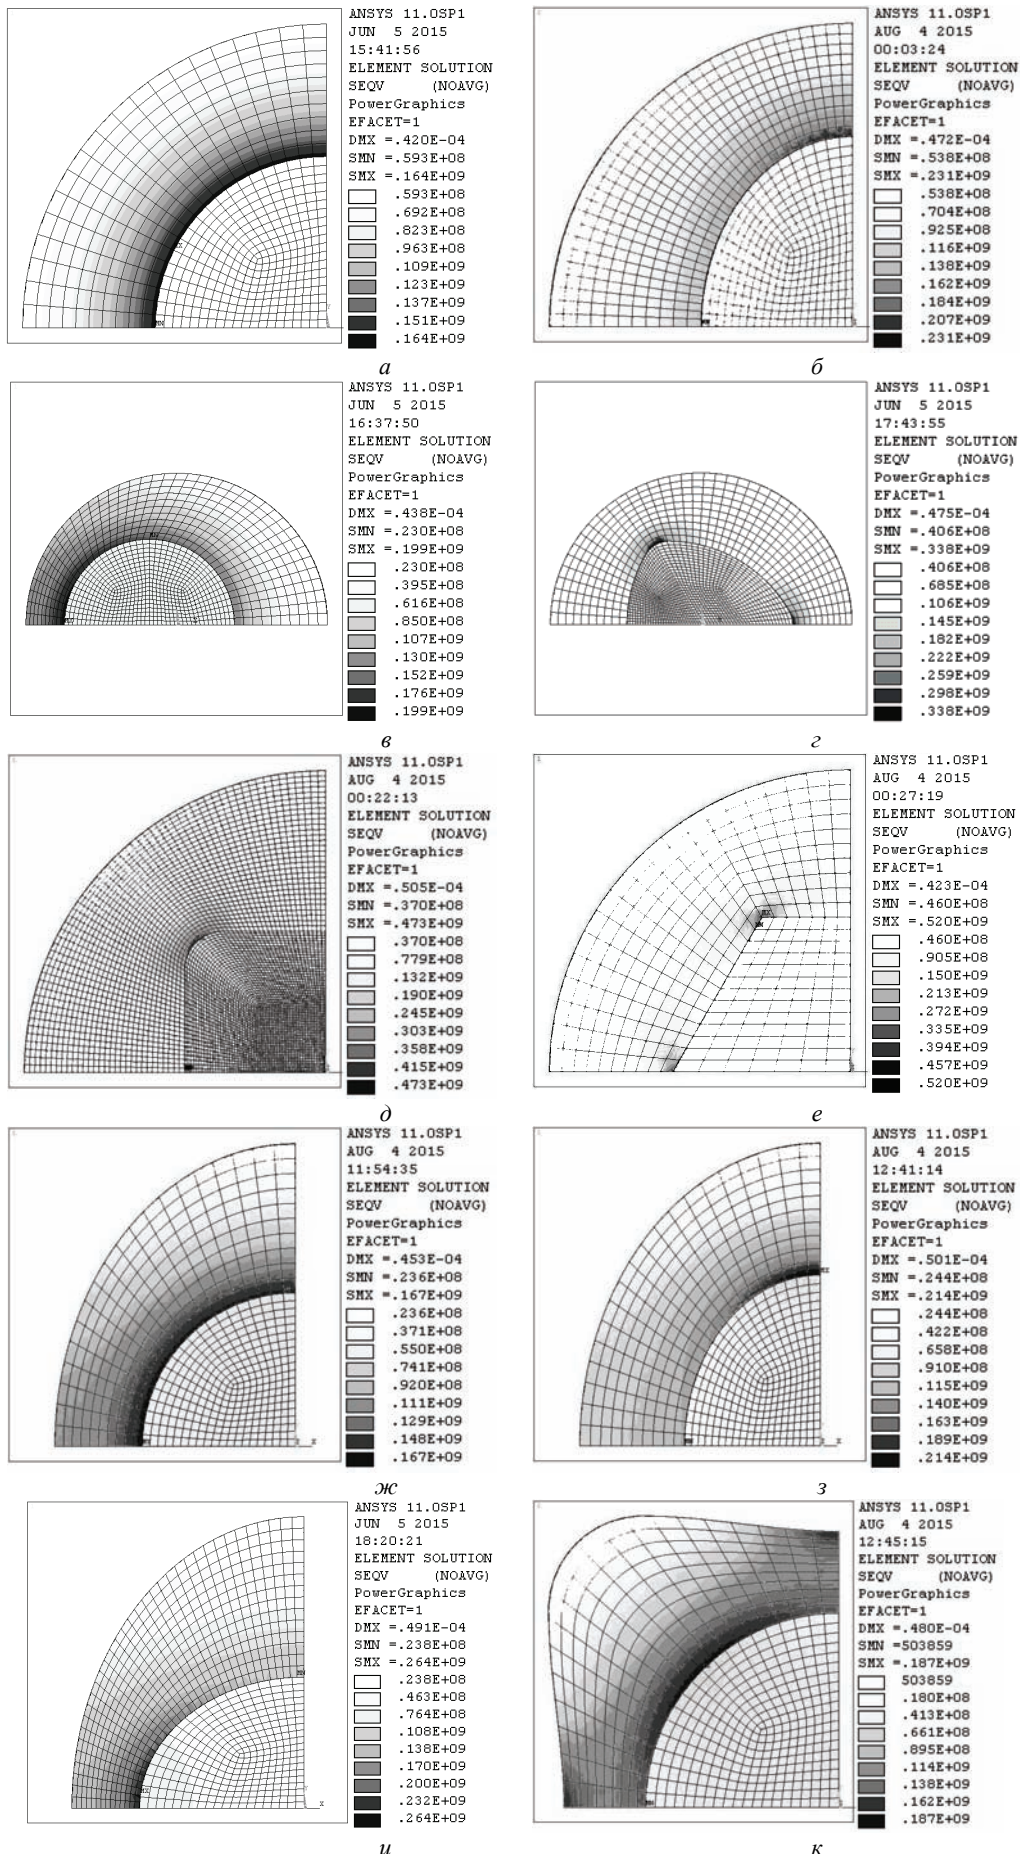 ANSYS 11.0SP1
JUN 5 2015
15:41:56
ELEMENT SOLUTION
SEQV (NOAVG)
PowerGraphics
EFACET=1
DMX =.420E-04
SMN =.593E+08
SMX =.164E+09
.593E+08
.692E+08
.823E+08
.963E+08
.109E+09
.123E+09
.137E+09
.151E+09
.164E+09
а
ANSYS 11.0SP1
AUG 4 2015
00:03:24
ELEMENT SOLUTION
SEQV (NOAVG)
PowerGraphics
EFACET=1
DMX =.472E-04
SMN =.538E+08
SMX =.231E+09
.538E+08
.704E+08
.925E+08
.116E+09
.138E+09
.162E+09
.184E+09
.207E+09
.231E+09
б
ANSYS 11.0SP1
JUN 5 2015
16:37:50
ELEMENT SOLUTION
SEQV (NOAVG)
PowerGraphics
EFACET=1
DMX =.438E-04
SMN =.230E+08
SMX =.199E+09
.230E+08
.395E+08
.616E+08
.850E+08
.107E+09
.130E+09
.152E+09
.176E+09
.199E+09
в
ANSYS 11.0SP1
JUN 5 2015
17:43:55
ELEMENT SOLUTION
SEQV (NOAVG)
PowerGraphics
EFACET=1
DMX =.475E-04
SMN =.406E+08
SMX =.338E+09
.406E+08
.685E+08
.106E+09
.145E+09
.182E+09
.222E+09
.259E+09
.298E+09
.338E+09
г
ANSYS 11.0SP1
AUG 4 2015
00:22:13
ELEMENT SOLUTION
SEQV (NOAVG)
PowerGraphics
EFACET=1
DMX =.505E-04
SMN =.370E+08
SMX =.473E+09
.370E+08
.779E+08
.132E+09
.190E+09
.245E+09
.303E+09
.358E+09
.415E+09
.473E+09
д
ANSYS 11.0SP1
AUG 4 2015
00:27:19
ELEMENT SOLUTION
SEQV (NOAVG)
PowerGraphics
EFACET=1
DMX =.423E-04
SMN =.460E+08
SMX =.520E+09
.460E+08
.905E+08
.150E+09
.213E+09
.272E+09
.335E+09
.394E+09
.457E+09
.520E+09
е
ANSYS 11.0SP1
AUG 4 2015
11:54:35
ELEMENT SOLUTION
SEQV (NOAVG)
PowerGraphics
EFACET=1
DMX =.453E-04
SMN =.236E+08
SMX =.167E+09
.236E+08
.371E+08
.550E+08
.741E+08
.920E+08
.111E+09
.129E+09
.148E+09
.167E+09
ж
ANSYS 11.0SP1
AUG 4 2015
12:41:14
ELEMENT SOLUTION
SEQV (NOAVG)
PowerGraphics
EFACET=1
DMX =.501E-04
SMN =.244E+08
SMX =.214E+09
.244E+08
.422E+08
.658E+08
.910E+08
.115E+09
.140E+09
.163E+09
.189E+09
.214E+09
з
ANSYS 11.0SP1
JUN 5 2015
18:20:21
ELEMENT SOLUTION
SEQV (NOAVG)
PowerGraphics
EFACET=1
DMX =.491E-04
SMN =.238E+08
SMX =.264E+09
.238E+08
.463E+08
.764E+08
.108E+09
.138E+09
.170E+09
.200E+09
.232E+09
.264E+09
и
ANSYS 11.0SP1
AUG 4 2015
12:45:15
ELEMENT SOLUTION
SEQV (NOAVG)
PowerGraphics
EFACET=1
DMX =.480E-04
SMN =503859
SMX =.187E+09
503859
.180E+08
.413E+08
.661E+08
.895E+08
.114E+09
.138E+09
.162E+09
.187E+09
к